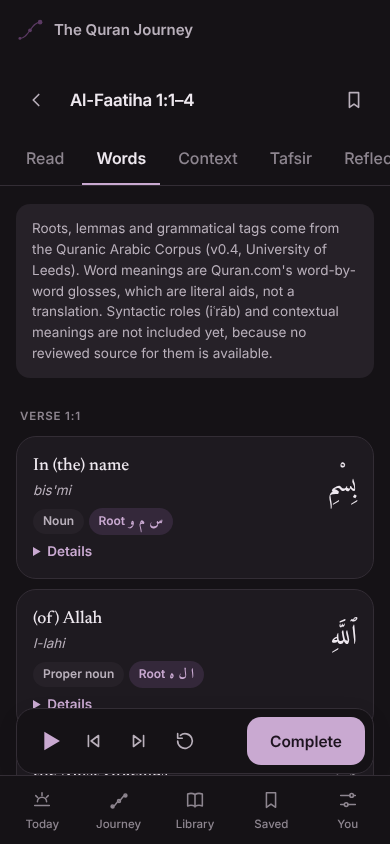 The Quran Journey
Al-Faatiha 1:1–4
Read Words Context Tafsir Reflec
Roots, lemmas and grammatical tags come from
the Quranic Arabic Corpus (v0.4, University of
Leeds). Word meanings are Quran.com's word-by-
word glosses, which are literal aids, not a
translation. Syntactic roles (iʿrāb) and contextual
meanings are not included yet, because no
reviewed source for them is available.
VERSE 1:1
In (the) name
بِسْمِ
bis'mi
Noun Root س م و
Details
(of) Allah
ٱللَّهِ
l-lahi
Proper noun Root ا ل ه
Details
Complete
Today Journey Library Saved You